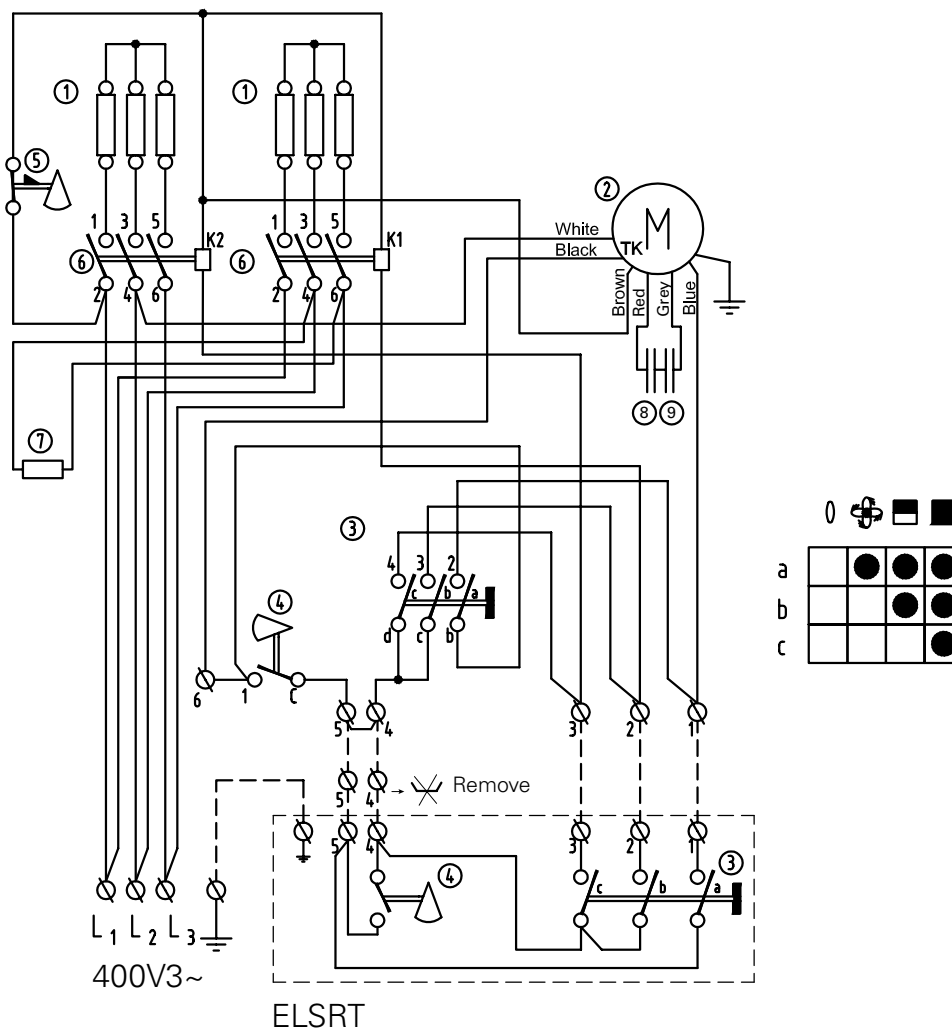 1 1
5
2
1 3 5 K2 1 3 5 K1
White
Black
TK
M
6 6
2 4 6 2 4 6
Brown
Red
Grey
Blue
8 9
7
3
4 3 2
c b a
d c b
4
6 1 C
5 4 3 2 1
a
b
c
5 4 Remove
5 4 3 2 1
4 c b a 3
L1 L2 L3
400V3~
ELSRT